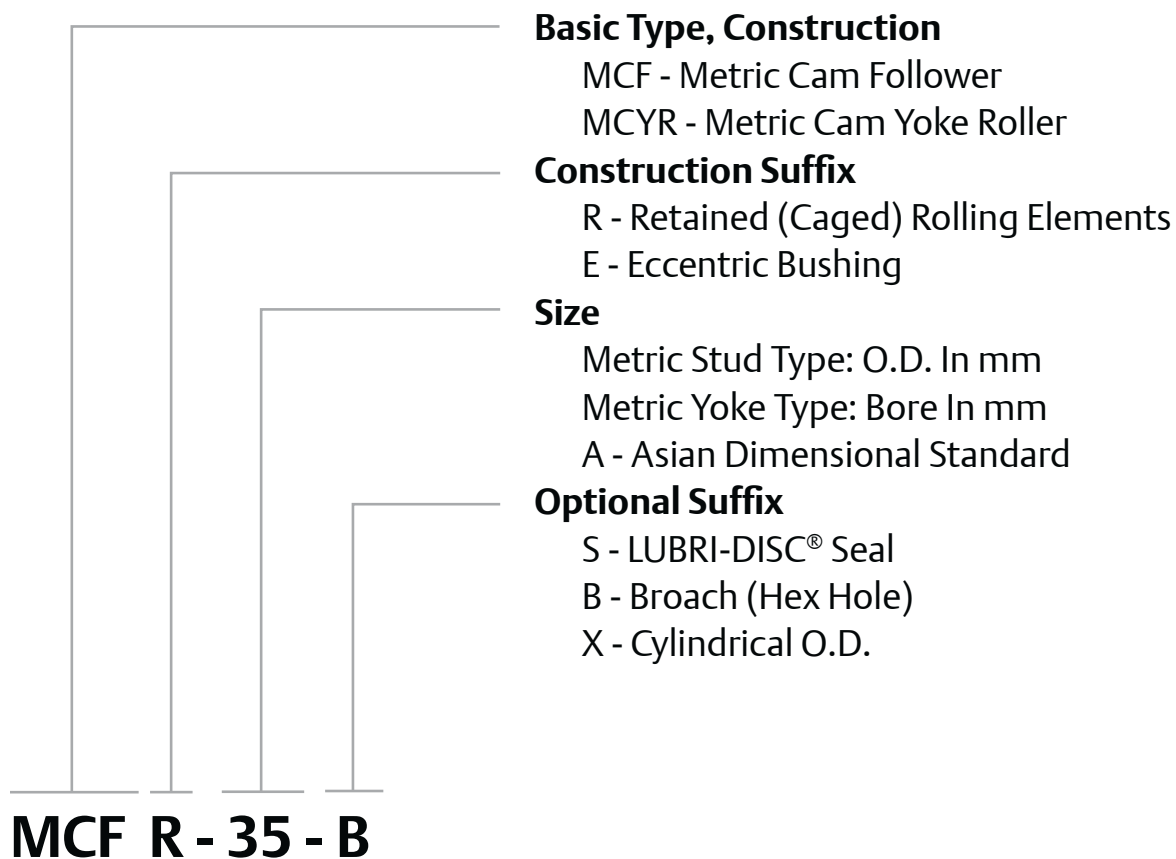 Basic Type, Construction
MCF - Metric Cam Follower
MCYR - Metric Cam Yoke Roller
Construction Suffix
R - Retained (Caged) Rolling Elements
E - Eccentric Bushing
Size
Metric Stud Type: O.D. In mm
Metric Yoke Type: Bore In mm
A - Asian Dimensional Standard
Optional Suffix
S - LUBRI-DISC® Seal
B - Broach (Hex Hole)
X - Cylindrical O.D.
MCF R - 35 - B